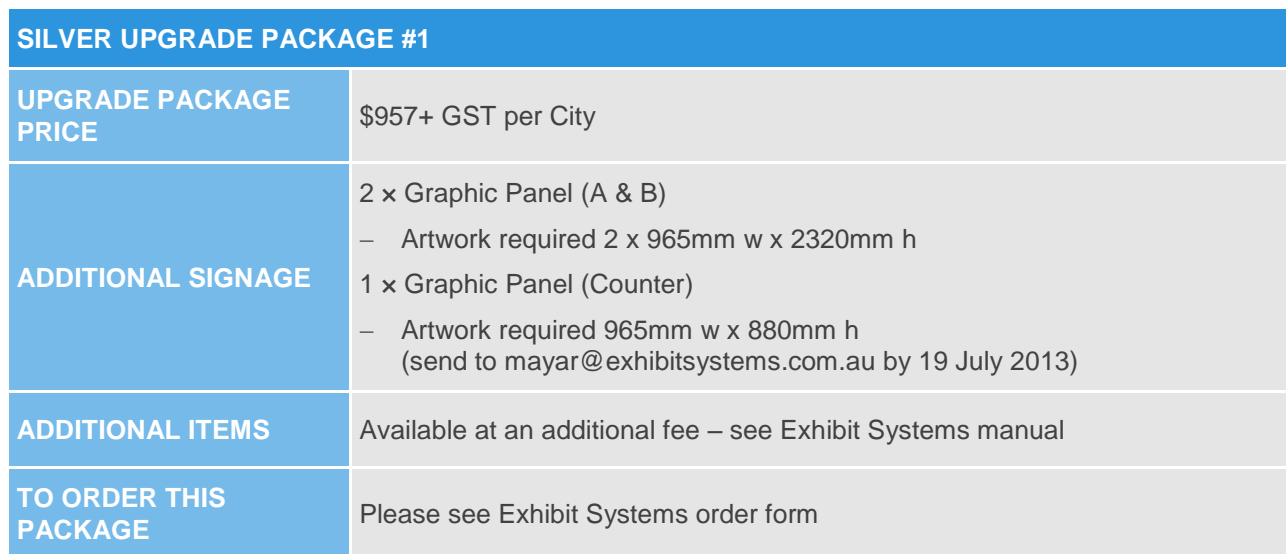 SILVER UPGRADE PACKAGE #1
UPGRADE PACKAGE
PRICE
$957+ GST per City
ADDITIONAL SIGNAGE
2 × Graphic Panel (A & B)
– Artwork required 2 x 965mm w x 2320mm h
1 × Graphic Panel (Counter)
– Artwork required 965mm w x 880mm h
(send to mayar@exhibitsystems.com.au by 19 July 2013)
ADDITIONAL ITEMS
Available at an additional fee – see Exhibit Systems manual
TO ORDER THIS
PACKAGE
Please see Exhibit Systems order form